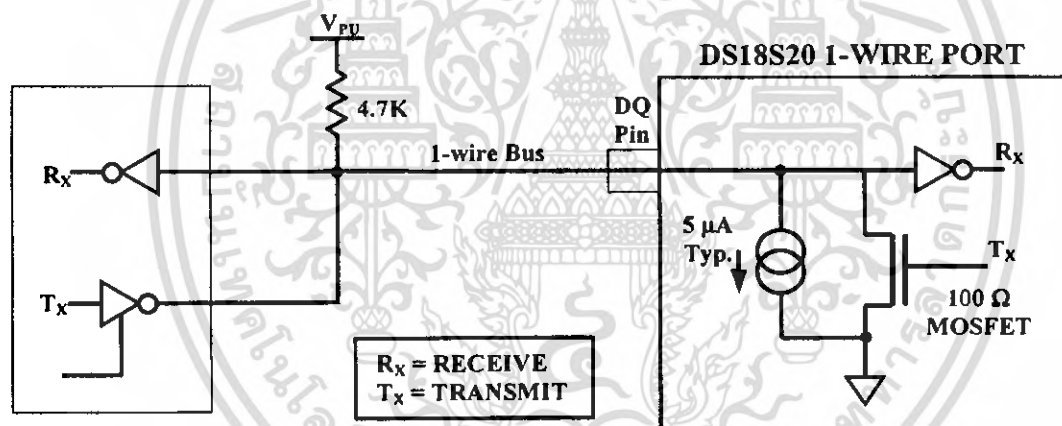 V_PU
DS18S20 1-WIRE PORT
4.7K
DQ
Pin
R_X
1-wire Bus
R_X
5 µA
Typ.
T_X
T_X
100 Ω
MOSFET
R_X = RECEIVE
T_X = TRANSMIT